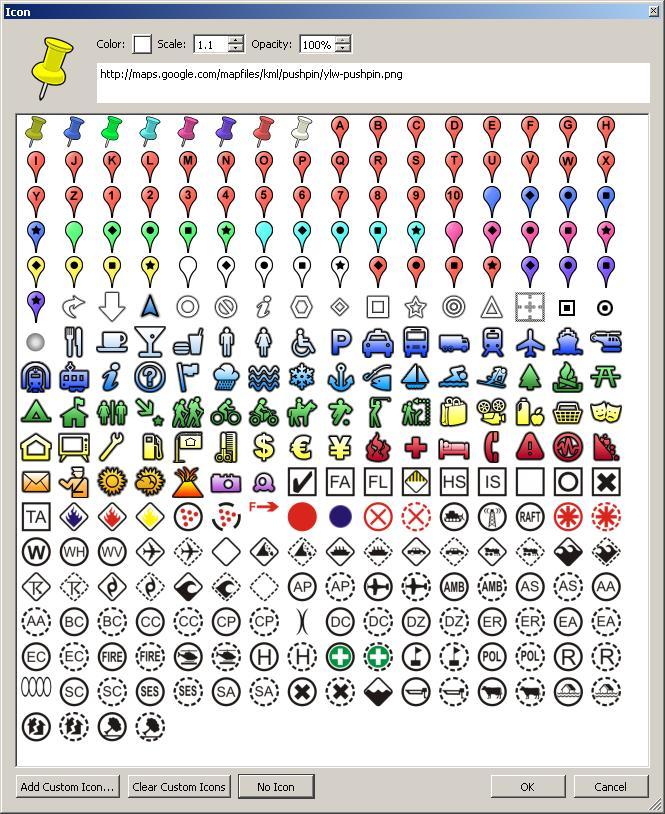 Icon
Color: Scale: 1.1 Opacity: 100%
http://maps.google.com/mapfiles/kml/pushpin/ylw-pushpin.png
A B C D E F G H
I J K L M N O P Q R S T U V W X
Y Z 1 2 3 4 5 6 7 8 9 10
i
P
i ?
$ € ¥
FA FL HS IS
TA F RAFT
W WH WV
AP AP AMB AMB AS AS AA
AA BC BC CC CC CP CP DC DC DZ DZ ER ER EA EA
EC EC FIRE FIRE H H POL POL R R
SC SC SES SES SA SA
Add Custom Icon... Clear Custom Icons No Icon OK Cancel